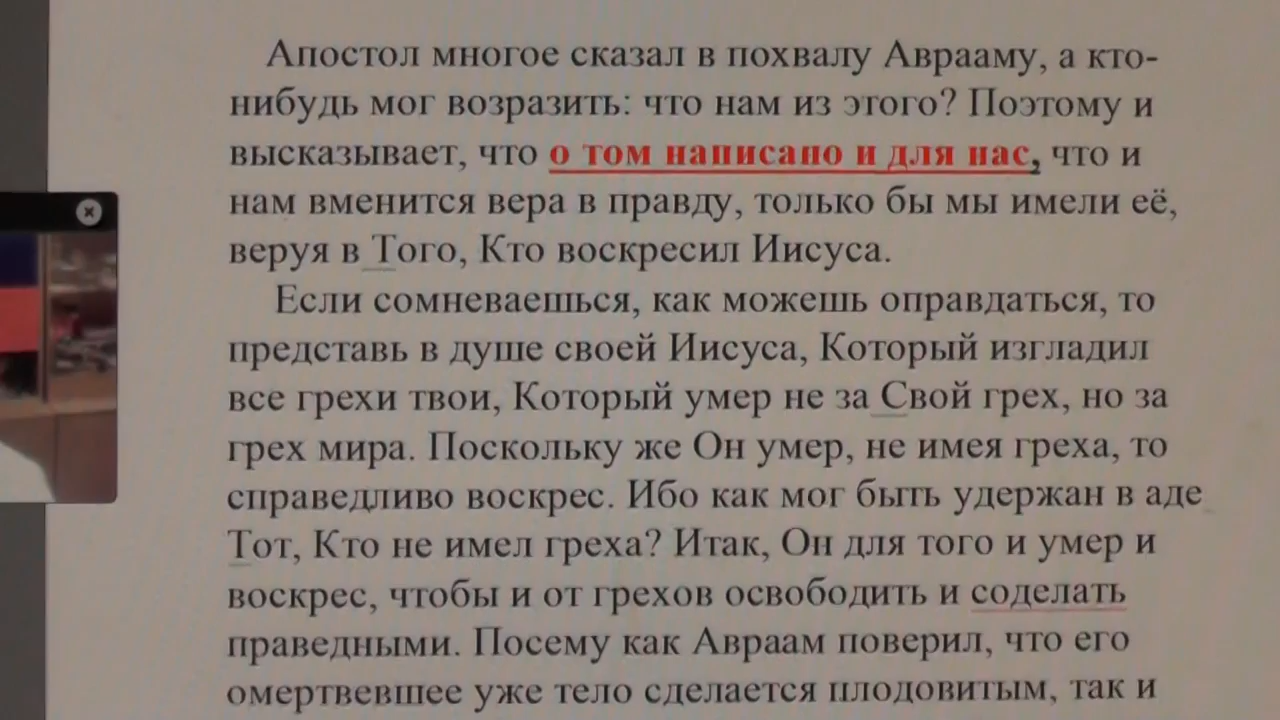 Апостол многое сказал в похвалу Аврааму, а кто-
нибудь мог возразить: что нам из этого? Поэтому и
высказывает, что о том написано и для нас, что и
нам вменится вера в правду, только бы мы имели её,
веруя в Того, Кто воскресил Иисуса.
Если сомневаешься, как можешь оправдаться, то
представь в душе своей Иисуса, Который изгладил
все грехи твои, Который умер не за Свой грех, но за
грех мира. Поскольку же Он умер, не имея греха, то
справедливо воскрес. Ибо как мог быть удержан в аде
Тот, Кто не имел греха? Итак, Он для того и умер и
воскрес, чтобы и от грехов освободить и соделать
праведными. Посему как Авраам поверил, что его
омертвевшее уже тело сделается плодовитым, так и